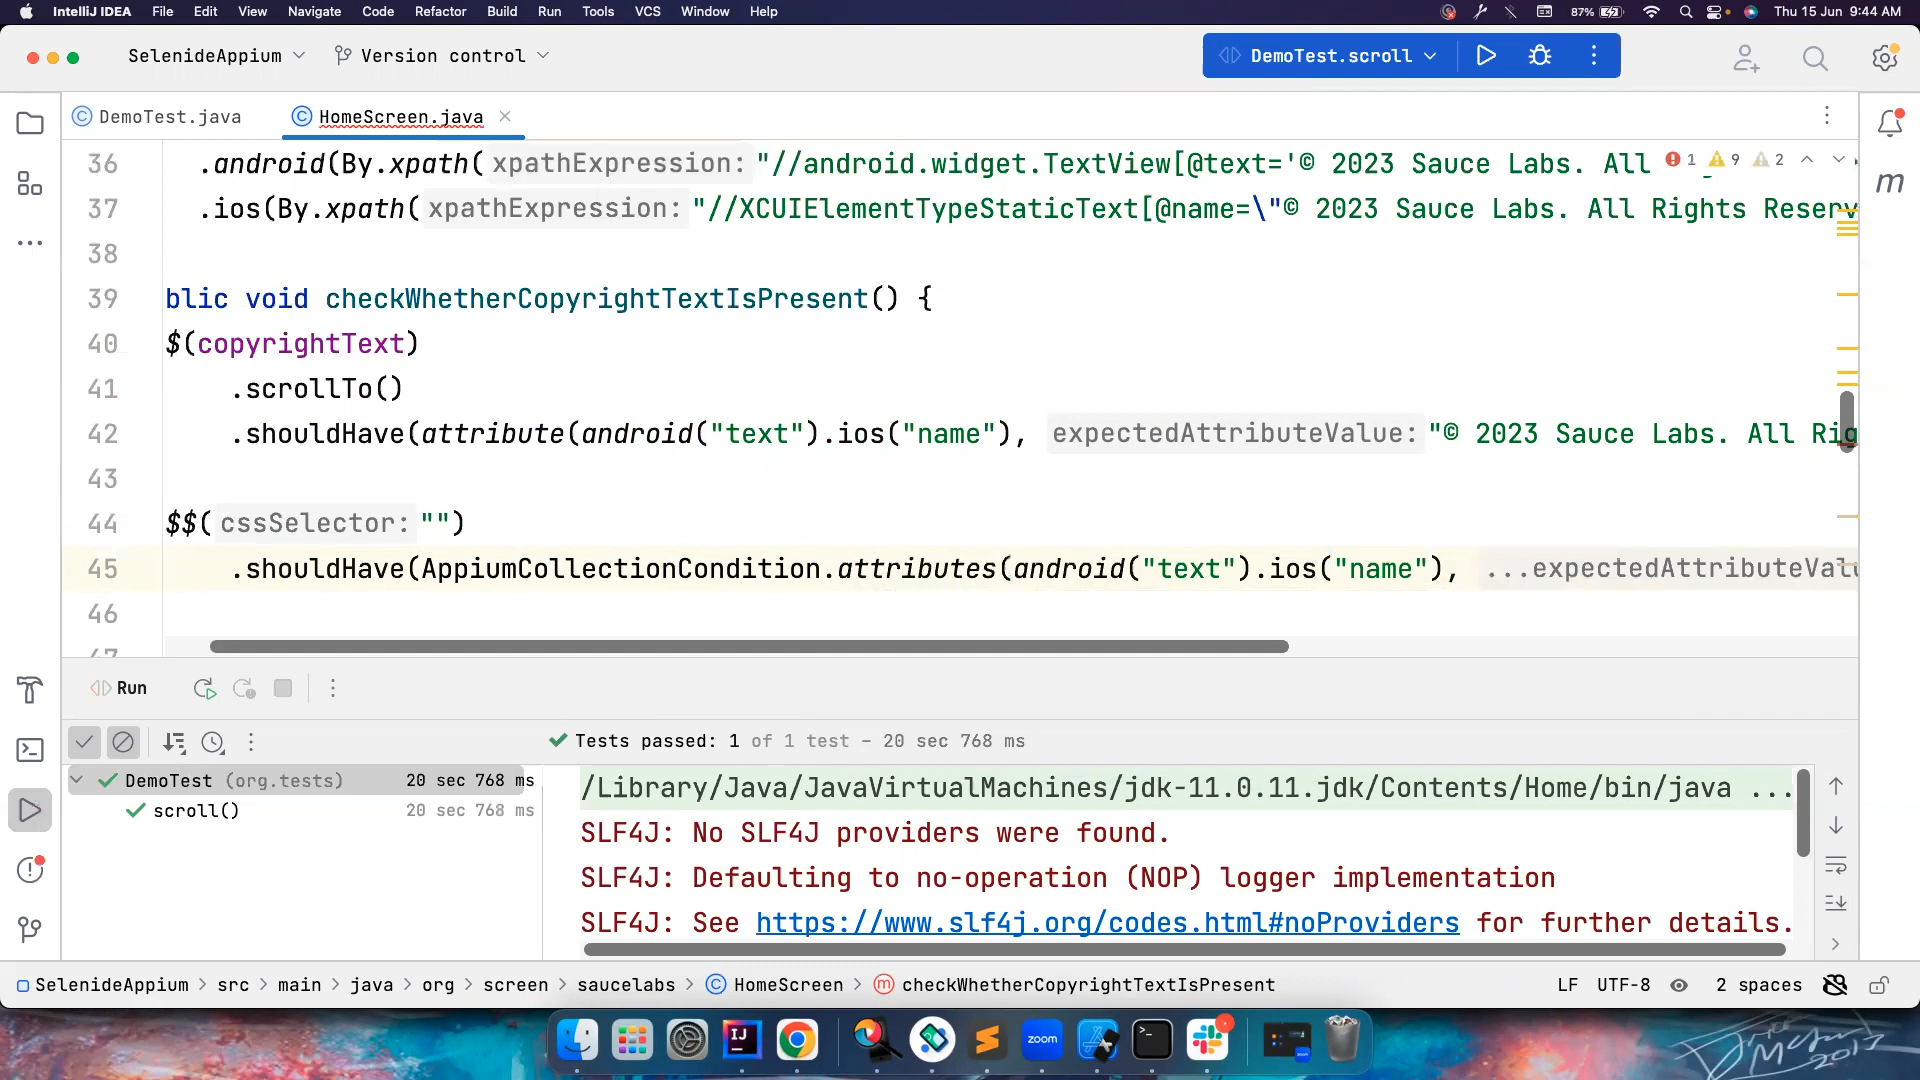 IntelliJ IDEA File Edit View Navigate Code Refactor Build Run Tools VCS Window Help 87% Thu 15 Jun 9:44 AM
SelenideAppium Version control DemoTest.scroll
DemoTest.java HomeScreen.java
36 .android(By.xpath( xpathExpression: "//android.widget.TextView[@text='© 2023 Sauce Labs. All 1 9 2
37 .ios(By.xpath( xpathExpression: "//XCUIElementTypeStaticText[@name=\"© 2023 Sauce Labs. All Rights Reserv
38
39 blic void checkWhetherCopyrightTextIsPresent() {
40 $(copyrightText)
41 .scrollTo()
42 .shouldHave(attribute(android("text").ios("name"), expectedAttributeValue: "© 2023 Sauce Labs. All Rig
43
44 $$( cssSelector: "")
45 .shouldHave(AppiumCollectionCondition.attributes(android("text").ios("name"), ...expectedAttributeValu
46
47
Run
Tests passed: 1 of 1 test – 20 sec 768 ms
DemoTest (org.tests) 20 sec 768 ms
scroll() 20 sec 768 ms
/Library/Java/JavaVirtualMachines/jdk-11.0.11.jdk/Contents/Home/bin/java ...
SLF4J: No SLF4J providers were found.
SLF4J: Defaulting to no-operation (NOP) logger implementation
SLF4J: See https://www.slf4j.org/codes.html#noProviders for further details.
SelenideAppium > src > main > java > org > screen > saucelabs > HomeScreen > checkWhetherCopyrightTextIsPresent LF UTF-8 2 spaces
zoom